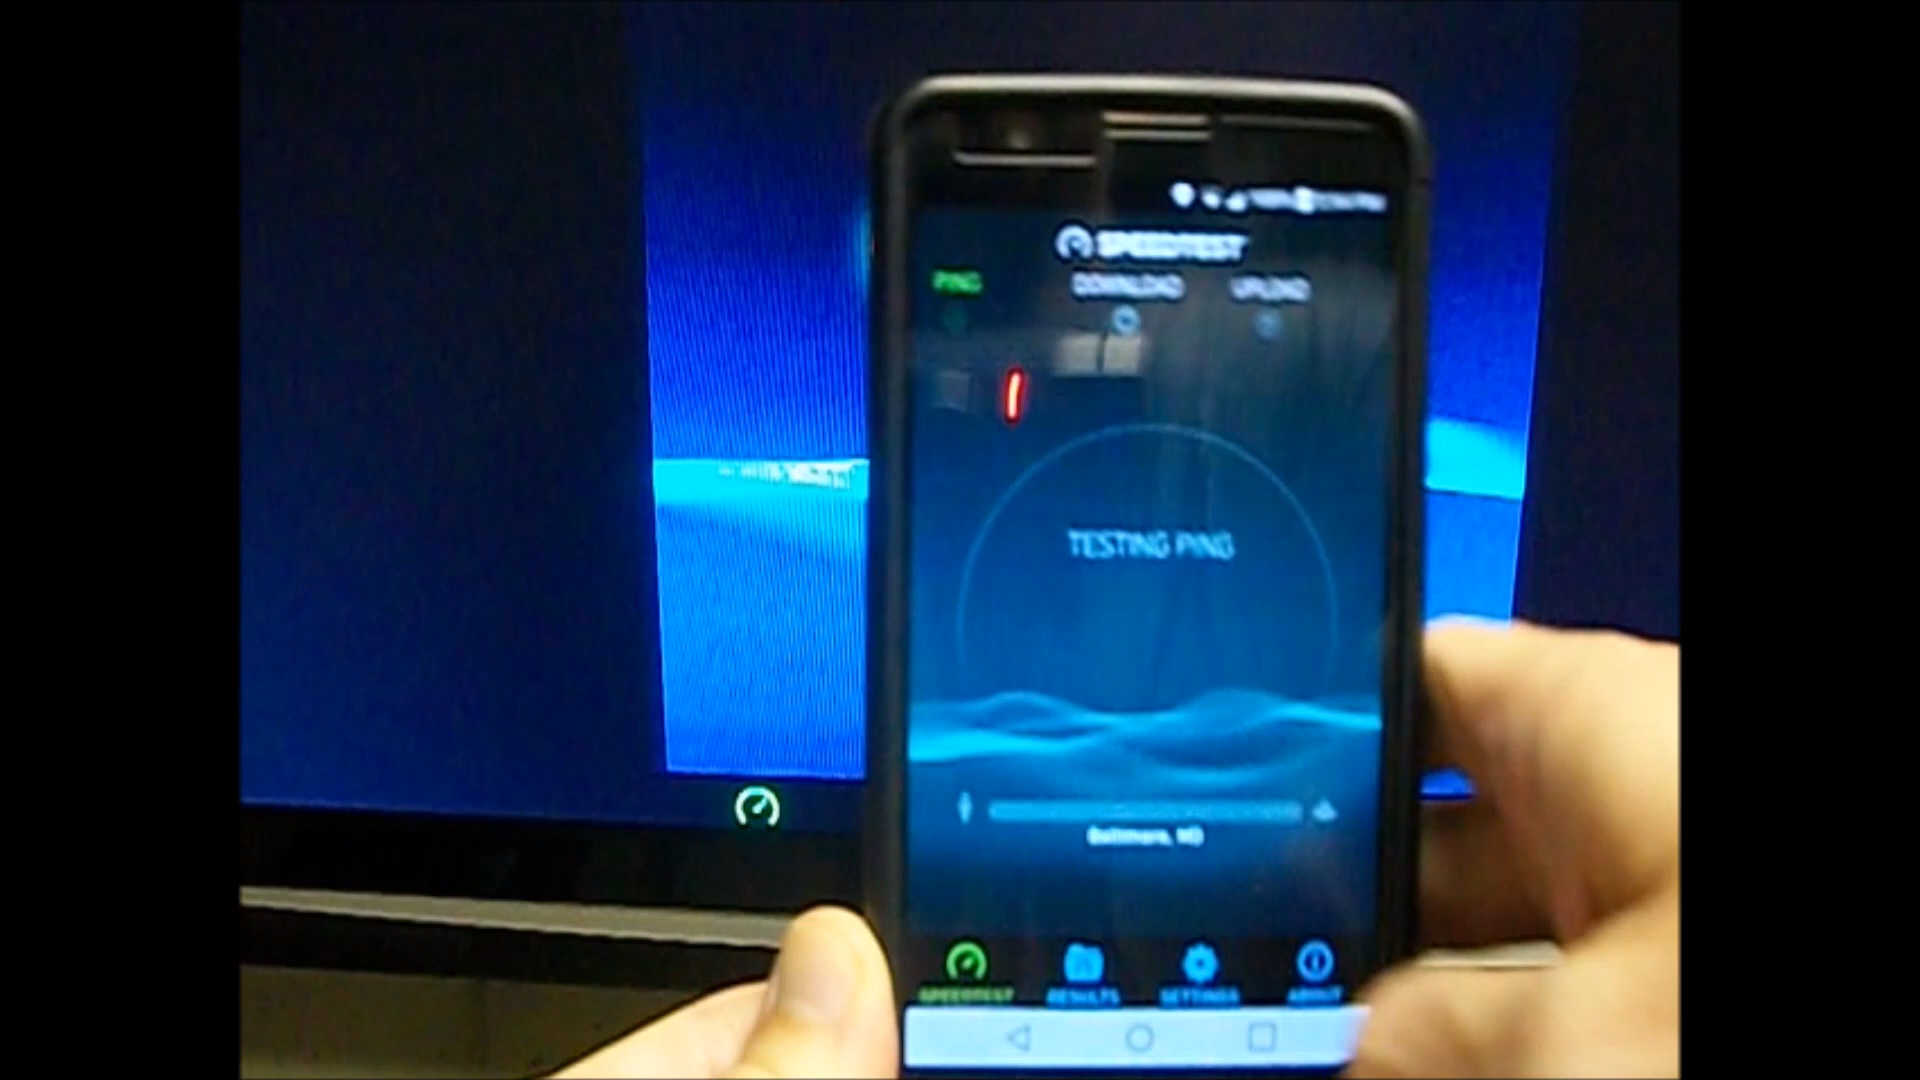 SPEEDTEST
PING DOWNLOAD UPLOAD
TESTING PING
Baltimore, MD
SPEEDTEST RESULTS SETTINGS ABOUT